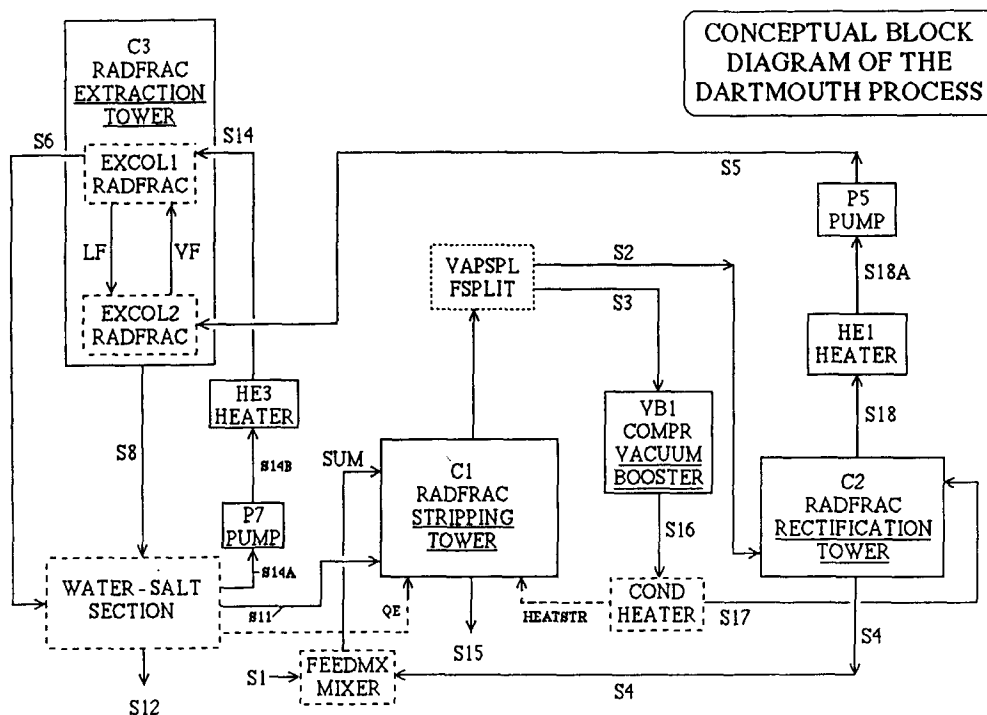 CONCEPTUAL BLOCK
DIAGRAM OF THE
DARTMOUTH PROCESS
C3
RADFRAC
EXTRACTION
TOWER
S6
S14
EXCOL1
RADFRAC
LF
VF
EXCOL2
RADFRAC
S5
P5
PUMP
S18A
HE1
HEATER
S18
VAPSPL
FSPLIT
S2
S3
HE3
HEATER
S8
S14B
P7
PUMP
S14A
SUM
C1
RADFRAC
STRIPPING
TOWER
VB1
COMPR
VACUUM
BOOSTER
S16
C2
RADFRAC
RECTIFICATION
TOWER
WATER-SALT
SECTION
S11
QE
HEATSTR
COND
HEATER
S17
S4
S15
S12
S1
FEEDMX
MIXER
S4